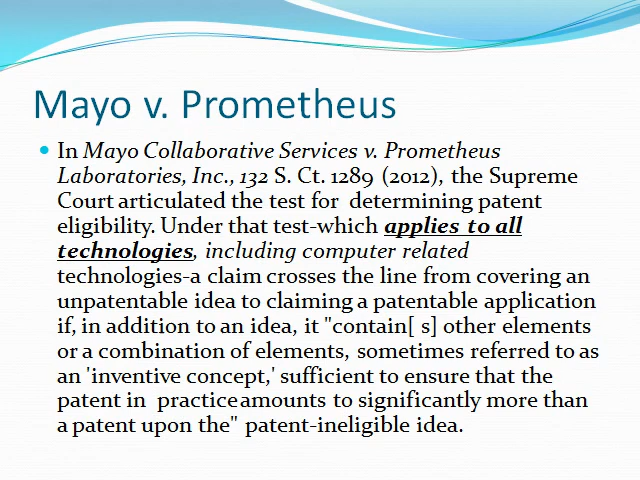 Mayo v. Prometheus
• In Mayo Collaborative Services v. Prometheus
Laboratories, Inc., 132 S. Ct. 1289 (2012), the Supreme
Court articulated the test for determining patent
eligibility. Under that test-which applies to all
technologies, including computer related
technologies-a claim crosses the line from covering an
unpatentable idea to claiming a patentable application
if, in addition to an idea, it "contain[ s] other elements
or a combination of elements, sometimes referred to as
an 'inventive concept,' sufficient to ensure that the
patent in practice amounts to significantly more than
a patent upon the" patent-ineligible idea.